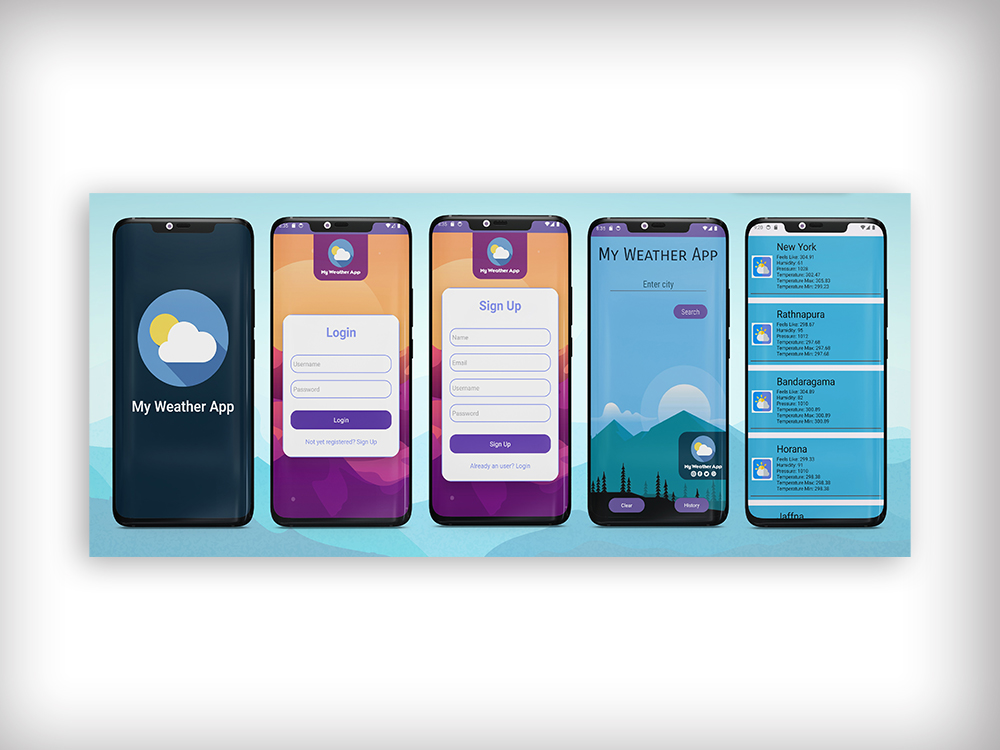 My Weather App
My Weather App
Login
Username
Password
Login
Not yet registered? Sign Up
My Weather App
Sign Up
Name
Email
Username
Password
Sign Up
Already an user? Login
1:35
My Weather App
Enter city
Search
My Weather App
Clear
History
New York
Feels Like: 304.91
Humidity: 61
Pressure: 1026
Temperature: 302.47
Temperature Max: 303.83
Temperature Min: 299.23
Rathnapura
Feels Like: 298.67
Humidity: 95
Pressure: 1012
Temperature: 297.68
Temperature Max: 297.68
Temperature Min: 297.68
Bandaragama
Feels Like: 304.89
Humidity: 82
Pressure: 1010
Temperature: 300.89
Temperature Max: 300.89
Temperature Min: 300.89
Horana
Feels Like: 299.33
Humidity: 91
Pressure: 1010
Temperature: 298.38
Temperature Max: 298.38
Temperature Min: 298.38
Jaffna